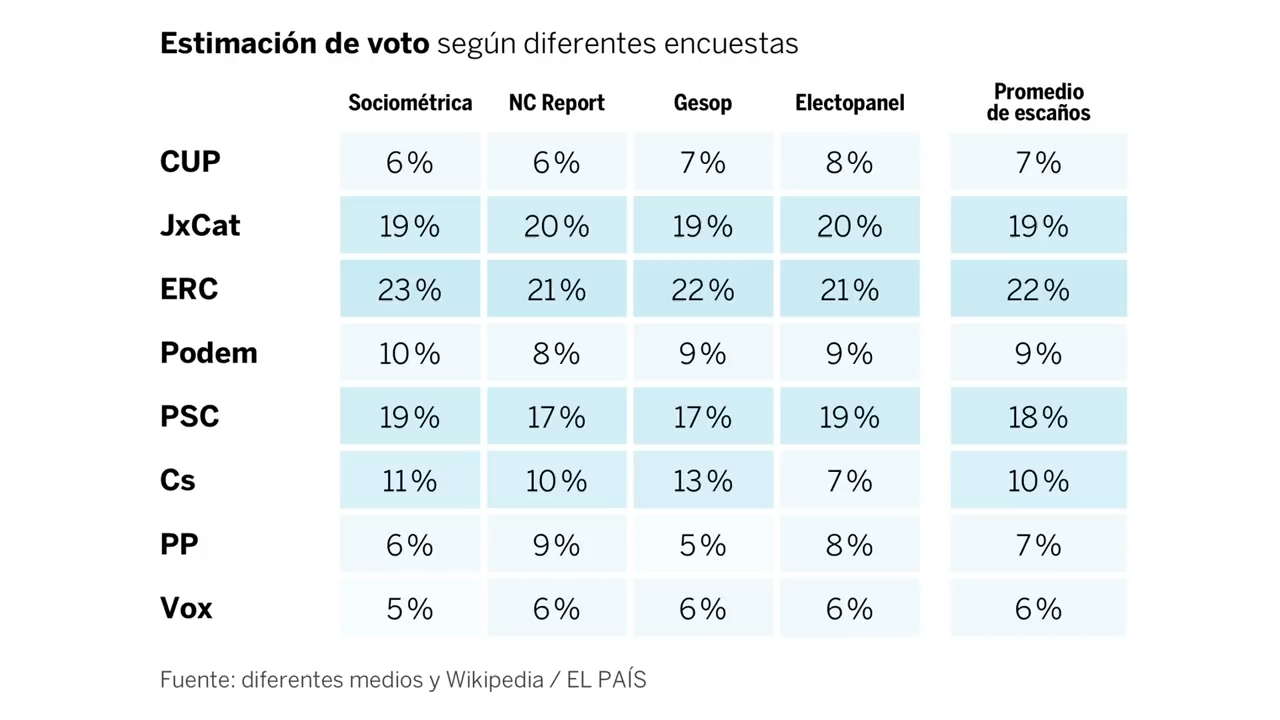 Estimación de voto según diferentes encuestas
Sociométrica NC Report Gesop Electopanel Promedio de escaños
CUP 6% 6% 7% 8% 7%
JxCat 19% 20% 19% 20% 19%
ERC 23% 21% 22% 21% 22%
Podem 10% 8% 9% 9% 9%
PSC 19% 17% 17% 19% 18%
Cs 11% 10% 13% 7% 10%
PP 6% 9% 5% 8% 7%
Vox 5% 6% 6% 6% 6%
Fuente: diferentes medios y Wikipedia / EL PAÍS